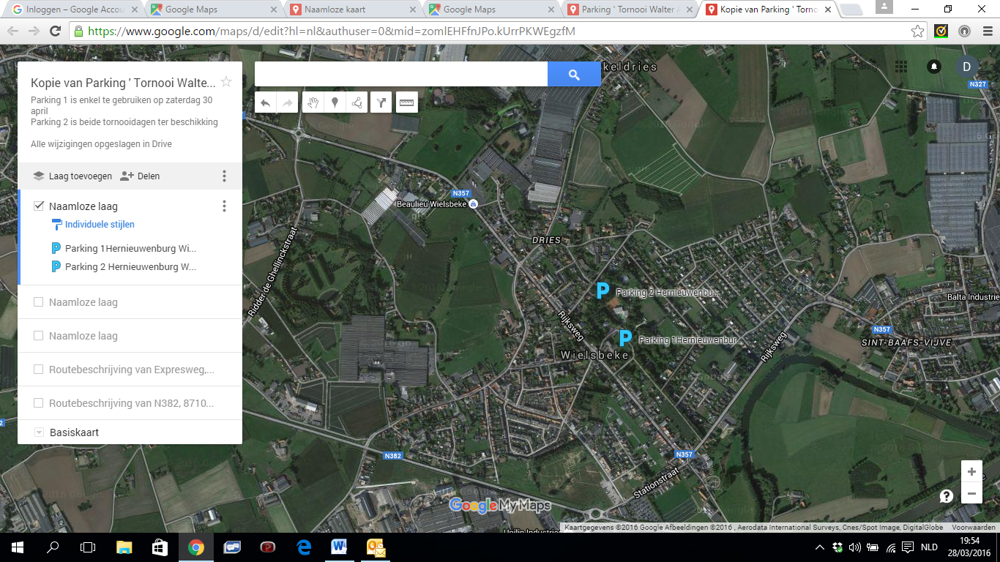 Inloggen – Google Accou
Google Maps
Naamloze kaart
Google Maps
Parking ' Tornooi Walter
Kopie van Parking ' Torno
https://www.google.com/maps/d/edit?hl=nl&authuser=0&mid=zomlEHFfnJPo.kUrrPKWEgzfM
Kopie van Parking ' Tornooi Walte...
Parking 1 is enkel te gebruiken op zaterdag 30
april
Parking 2 is beide tornooidagen ter beschikking
Alle wijzigingen opgeslagen in Drive
Laag toevoegen
Delen
Naamloze laag
Individuele stijlen
Parking 1Hernieuwenburg Wi...
Parking 2 Hernieuwenburg W...
Naamloze laag
Naamloze laag
Routebeschrijving van Expresweg,...
Routebeschrijving van N382, 8710...
Basiskaart
keldries
D
N327
N357
Beaulieu Wielsbeke
DRIES
Ridder de Ghellinckstraat
P
Parking 2 Hernieuwenbu...
Balta Industrie
Rijksweg
N357
P
Parking 1Hernieuwenbur...
SINT-BAAFS-VIJVE
Rijksweg
Wielsbeke
2
N382
N357
Stationstraat
Google My Maps
Unilin Industrie
Kaartgegevens ©2016 Google Afbeeldingen ©2016 , Aerodata International Surveys, Cnes/Spot Image, DigitalGlobe
Voorwaarden
NLD
19:54
28/03/2016